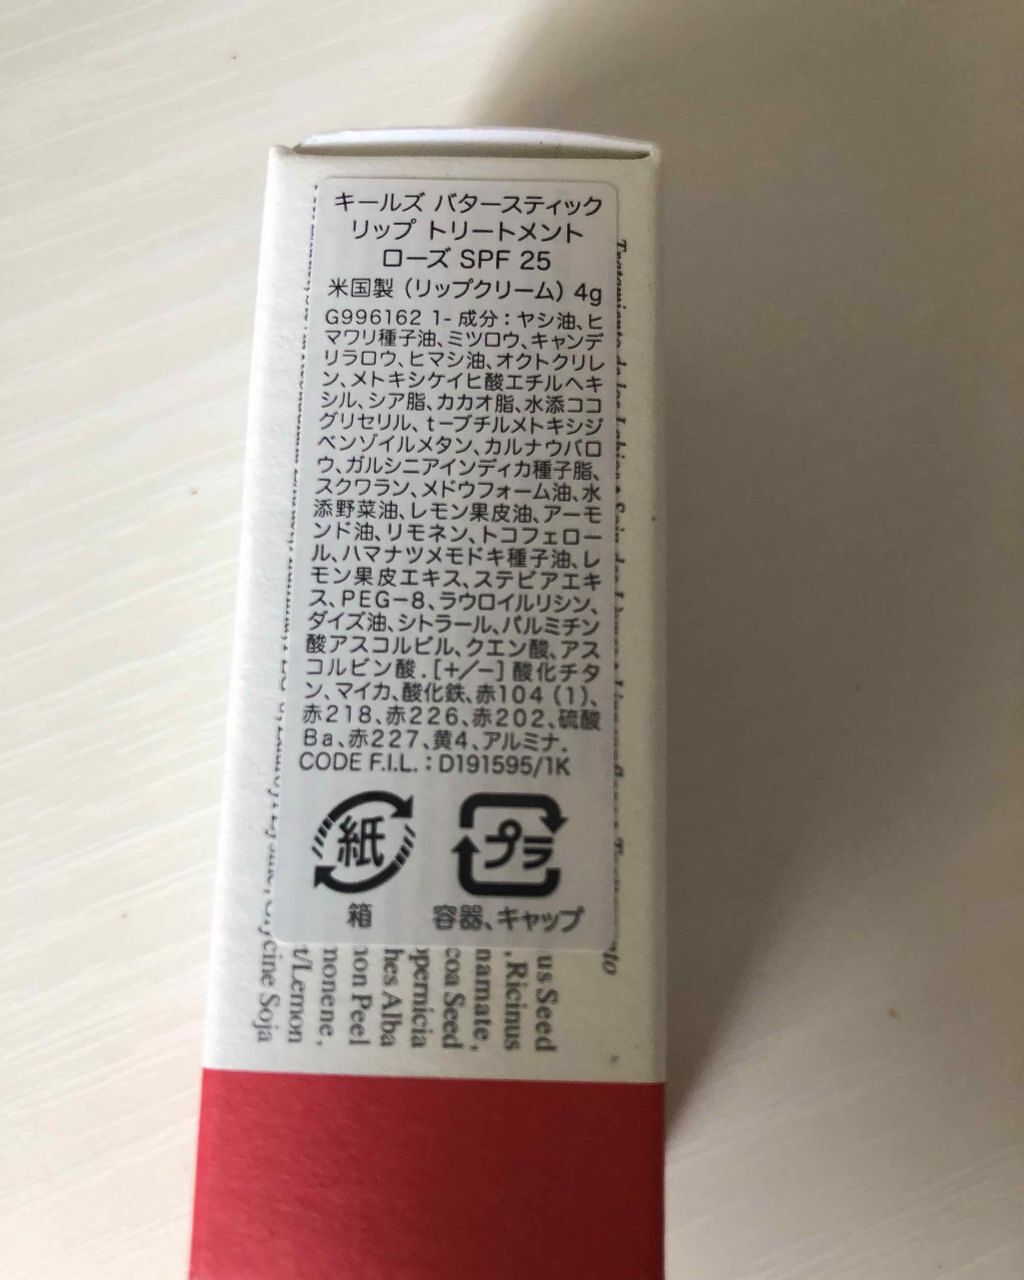 キールズ バタースティック
リップ トリートメント
ローズ SPF 25
米国製（リップクリーム）4g
G996162 1- 成分：ヤシ油、ヒ
マワリ種子油、ミツロウ、キャンデ
リラロウ、ヒマシ油、オクトクリレ
ン、メトキシケイヒ酸エチルヘキ
シル、シア脂、カカオ脂、水添ココ
グリセリル、t－ブチルメトキシジ
ベンゾイルメタン、カルナウバロ
ウ、ガルシニアインディカ種子脂、
スクワラン、メドウフォーム油、水
添野菜油、レモン果皮油、アーモ
ンド油、リモネン、トコフェロー
ル、ハマナツメモドキ種子油、レ
モン果皮エキス、ステビアエキ
ス、PEG－8、ラウロイルリシン、
ダイズ油、シトラール、パルミチン
酸アスコルビル、クエン酸、アス
コルビン酸.[+/－] 酸化チタ
ン、マイカ、酸化鉄、赤104（1）、
赤218、赤226、赤202、硫酸
Ba、赤227、黄4、アルミナ.
CODE F.I.L.：D191595/1K
紙
プラ
箱
容器、キャップ
us Seed
, Ricinus
namate,
coa Seed
pernicia
hes Alba
non Peel
monene,
t/Lemon
Glycine Soja